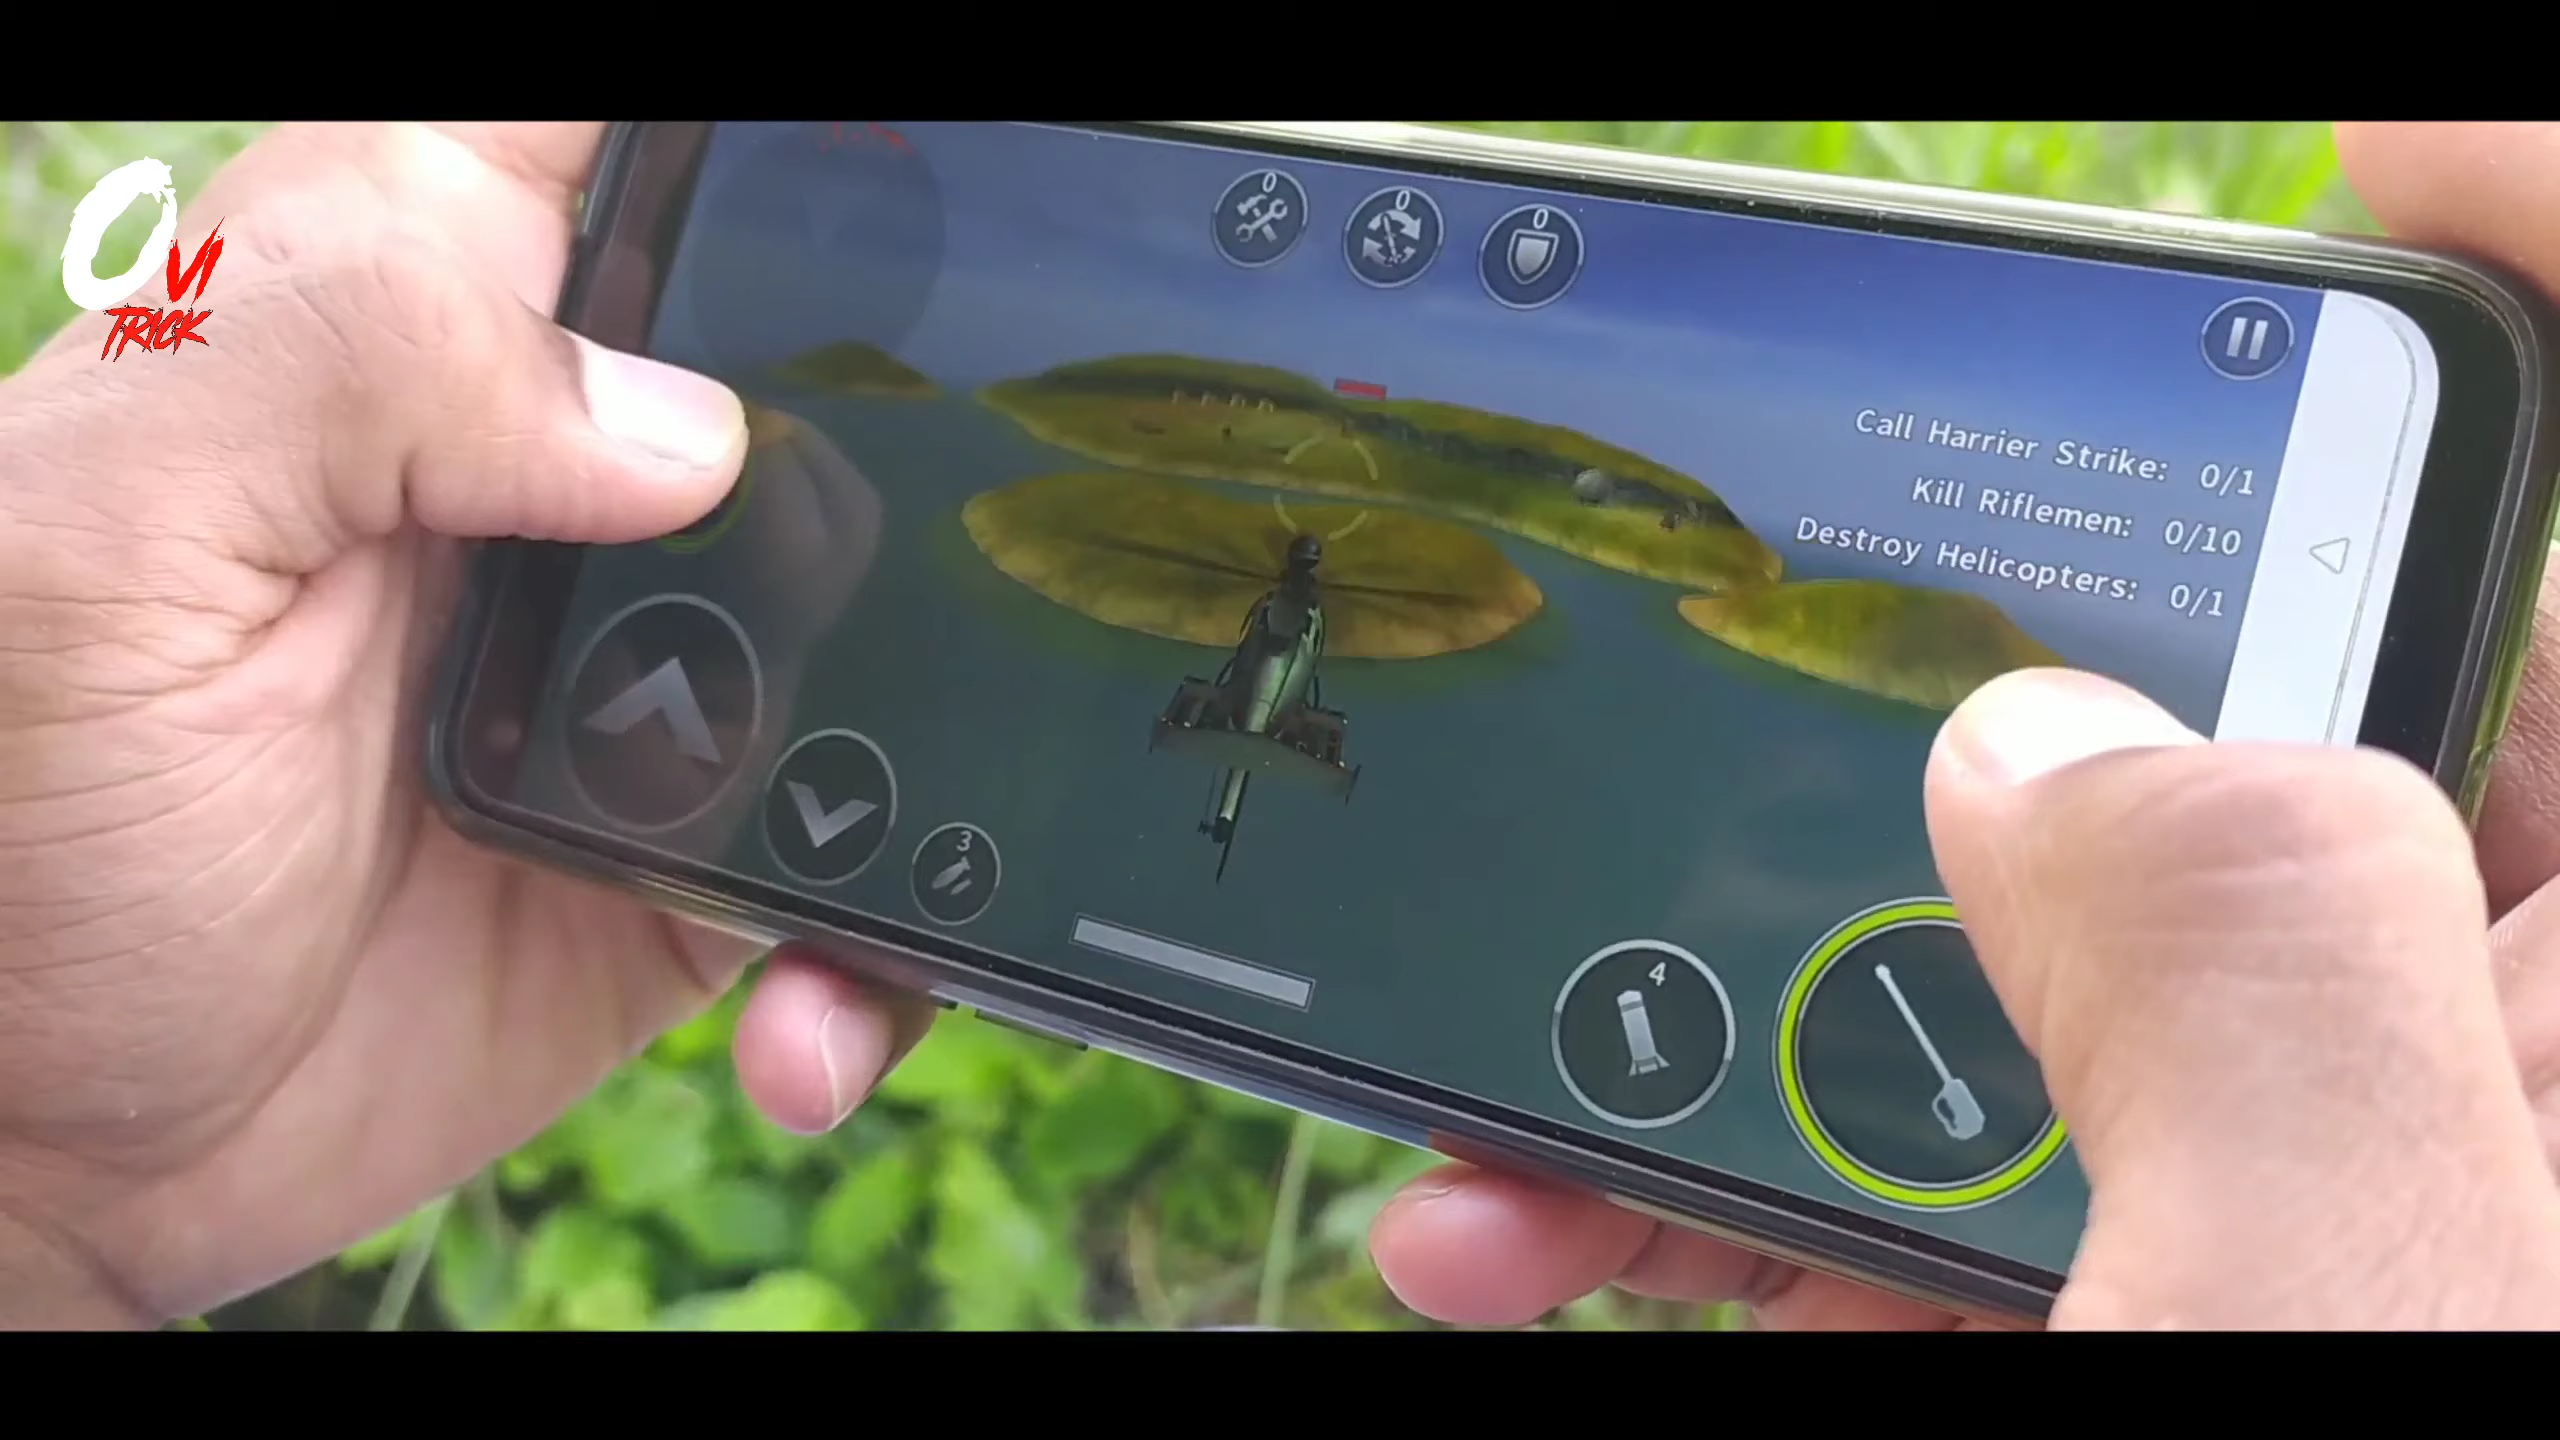 Ovi
TRICK
0
0
0
Call Harrier Strike: 0/1
Kill Riflemen: 0/10
Destroy Helicopters: 0/1
3
4